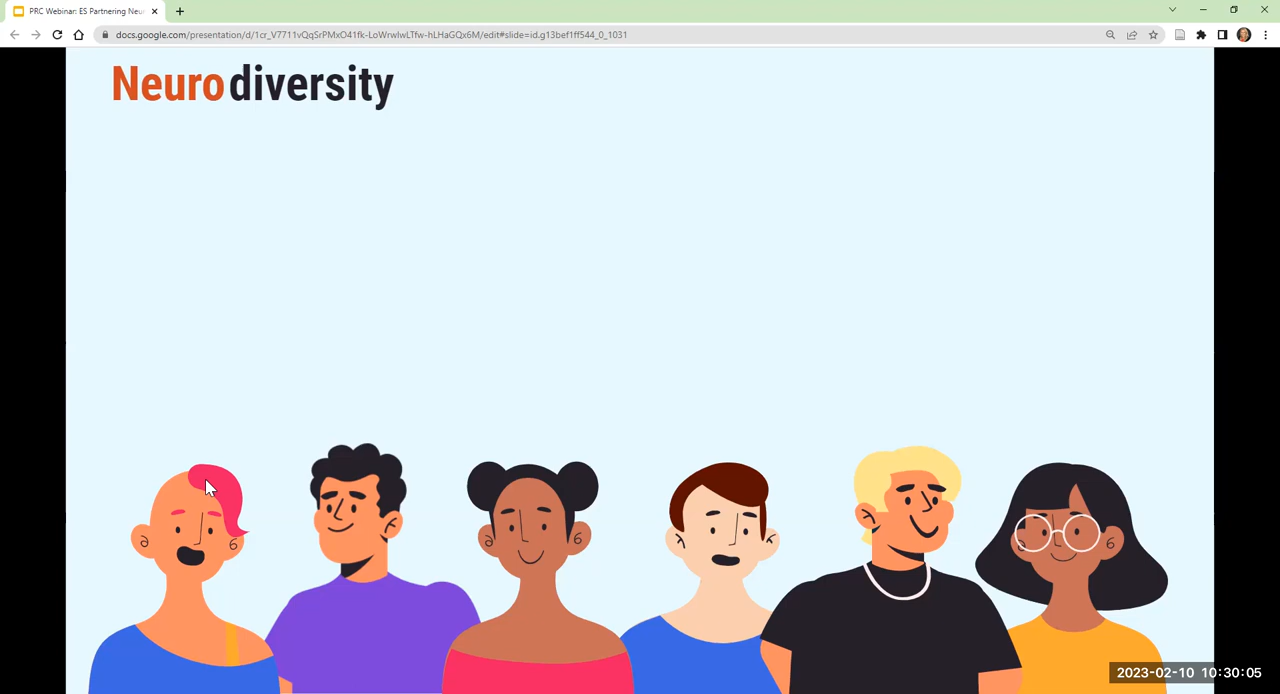 PRC Webinar: ES Partnering Neu
docs.google.com/presentation/d/1cr_V7711vQqSrPMxO41fk-LoWrwIwLTfw-hLHaGQx6M/edit#slide=id.g13bef1ff544_0_1031
Neurodiversity
2023-02-10 10:30:05